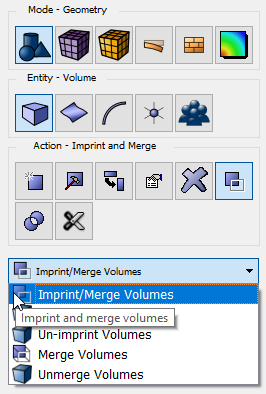 Mode - Geometry
Entity - Volume
Action - Imprint and Merge
Imprint/Merge Volumes
Imprint/Merge Volumes
Imprint and merge volumes
Un-imprint Volumes
Merge Volumes
Unmerge Volumes